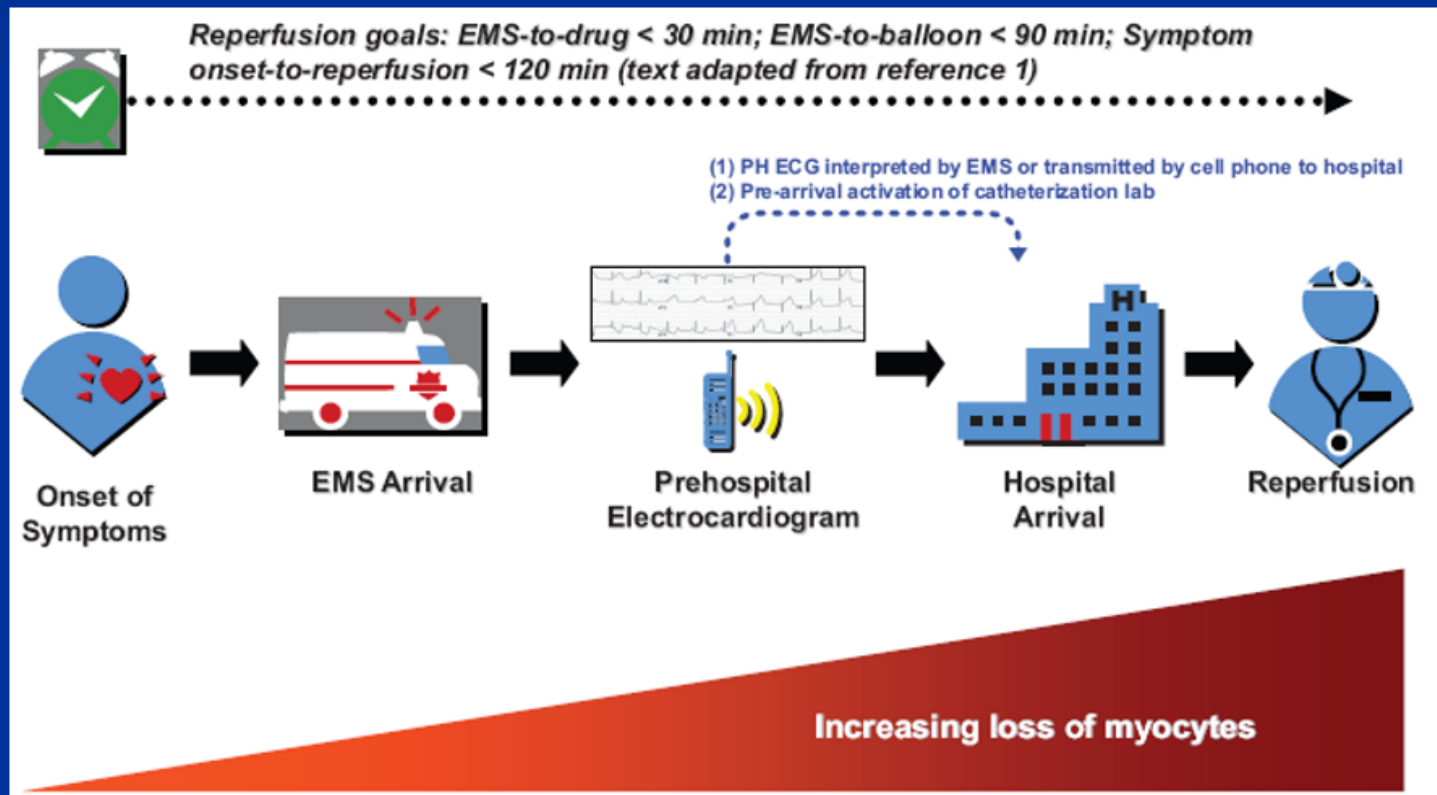 Reperfusion goals: EMS-to-drug < 30 min; EMS-to-balloon < 90 min; Symptom
onset-to-reperfusion < 120 min (text adapted from reference 1)
(1) PH ECG interpreted by EMS or transmitted by cell phone to hospital
(2) Pre-arrival activation of catheterization lab
H
Onset of
Symptoms
EMS Arrival
Prehospital
Electrocardiogram
Hospital
Arrival
Reperfusion
Increasing loss of myocytes